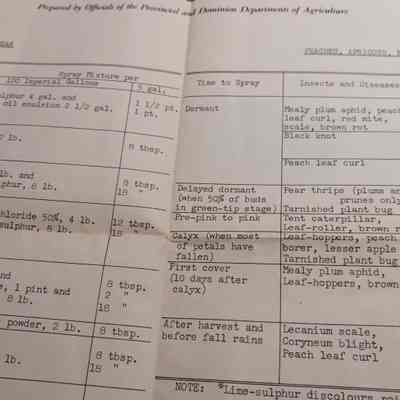 Prepared by Officials of the Provincial and Dominion Departments of Agriculture
Spray Mixture per
100 Imperial Gallons
5 gal.
sulphur 4 gal. and
oil emulsion 2 1/2 gal.
1 1/2 pt.
1 pt.
2 lb.
8 tbsp.
lb. and
sulphur, 8 lb.
8 tbsp.
18 "
chloride 50%, 4 lb.
sulphur, 8 lb.
12 tbsp.
18 "
and
1 pint and
8 lb.
8 tbsp.
2 "
18 "
powder, 2 lb.
8 tbsp.
lb.
8 tbsp.
18 "
PEACHES, APRICOTS,
Time to Spray
Insects and Diseases
Dormant
Mealy plum aphid, peach
leaf curl, red mite,
scale, brown rot
Black knot
Peach leaf curl
Delayed dormant
(when 50% of buds
in green-tip stage)
Pear thrips (plums and
prunes only
Tarnished plant bug
Pre-pink to pink
Tent caterpillar,
Leaf-roller, brown
Calyx (when most
of petals have
fallen)
Leaf-hoppers, peach
borer, lesser apple
Tarnished plant bug
First cover
(10 days after
calyx)
Mealy plum aphid,
Leaf-hoppers, brown
After harvest and
before fall rains
Lecanium scale,
Coryneum blight,
Peach leaf curl
NOTE: *Lime-sulphur discolours